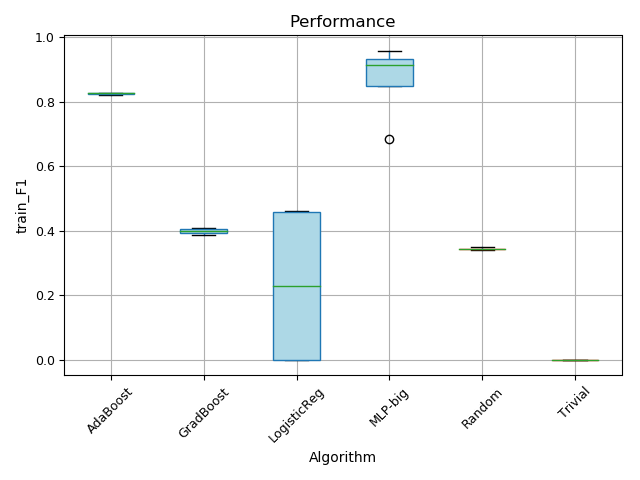 Performance
train_F1
1.0
0.8
0.6
0.4
0.2
0.0
AdaBoost
GradBoost
LogisticReg
MLP-big
Random
Trivial
Algorithm